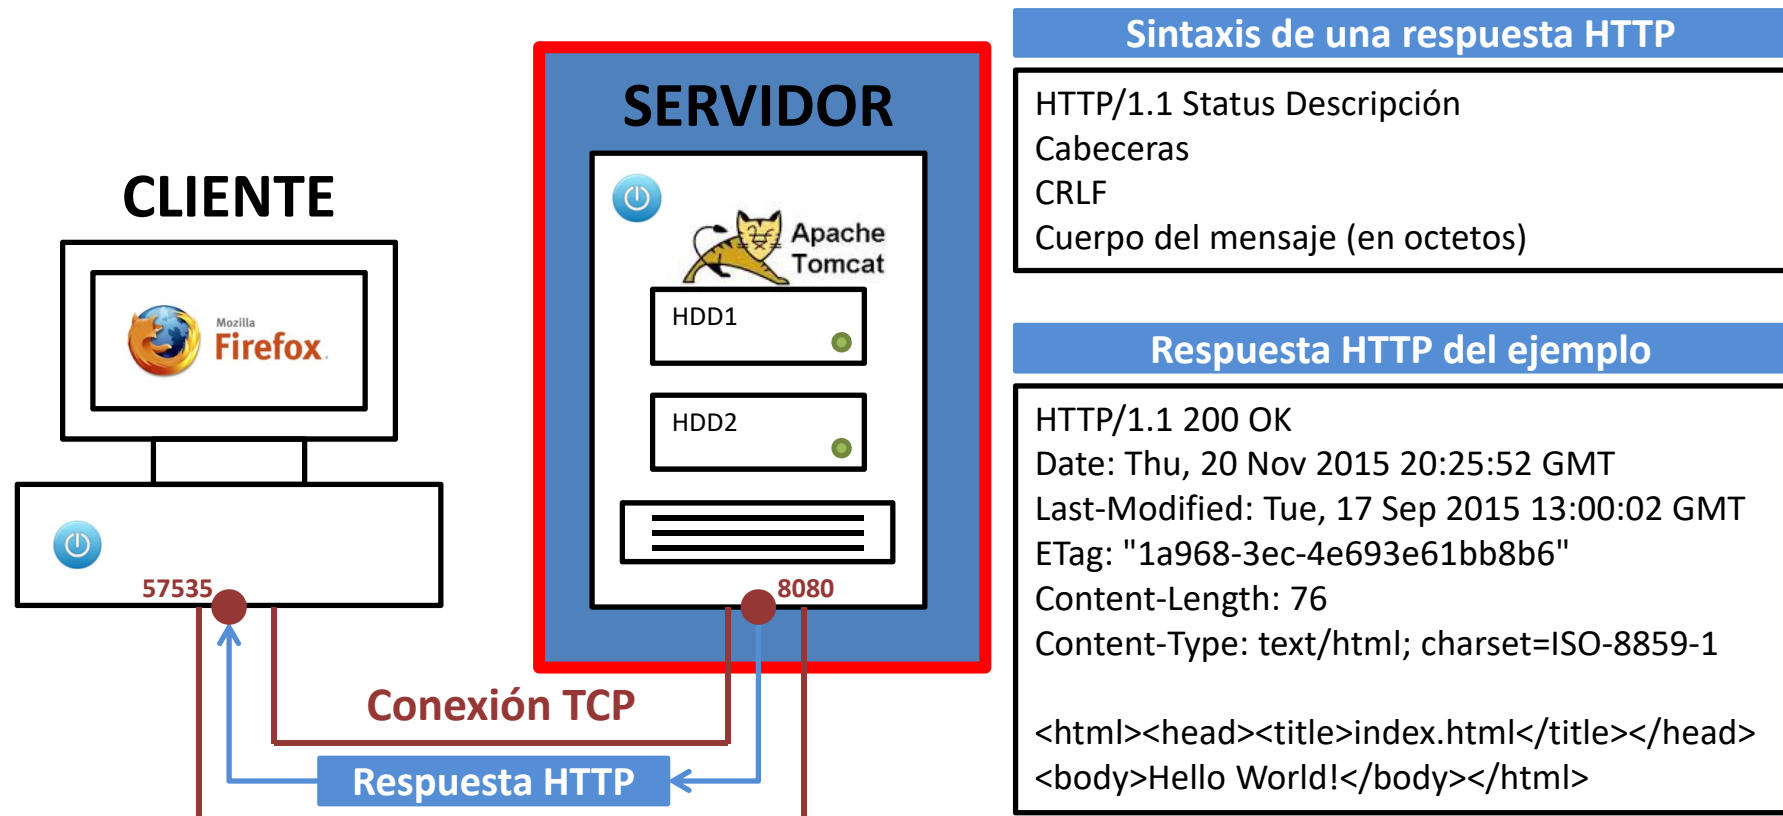 CLIENTE
Mozilla
Firefox
57535
SERVIDOR
Apache
Tomcat
HDD1
HDD2
8080
Conexión TCP
Respuesta HTTP
Sintaxis de una respuesta HTTP
HTTP/1.1 Status Descripción
Cabeceras
CRLF
Cuerpo del mensaje (en octetos)
Respuesta HTTP del ejemplo
HTTP/1.1 200 OK
Date: Thu, 20 Nov 2015 20:25:52 GMT
Last-Modified: Tue, 17 Sep 2015 13:00:02 GMT
ETag: "1a968-3ec-4e693e61bb8b6"
Content-Length: 76
Content-Type: text/html; charset=ISO-8859-1
<html><head><title>index.html</title></head>
<body>Hello World!</body></html>